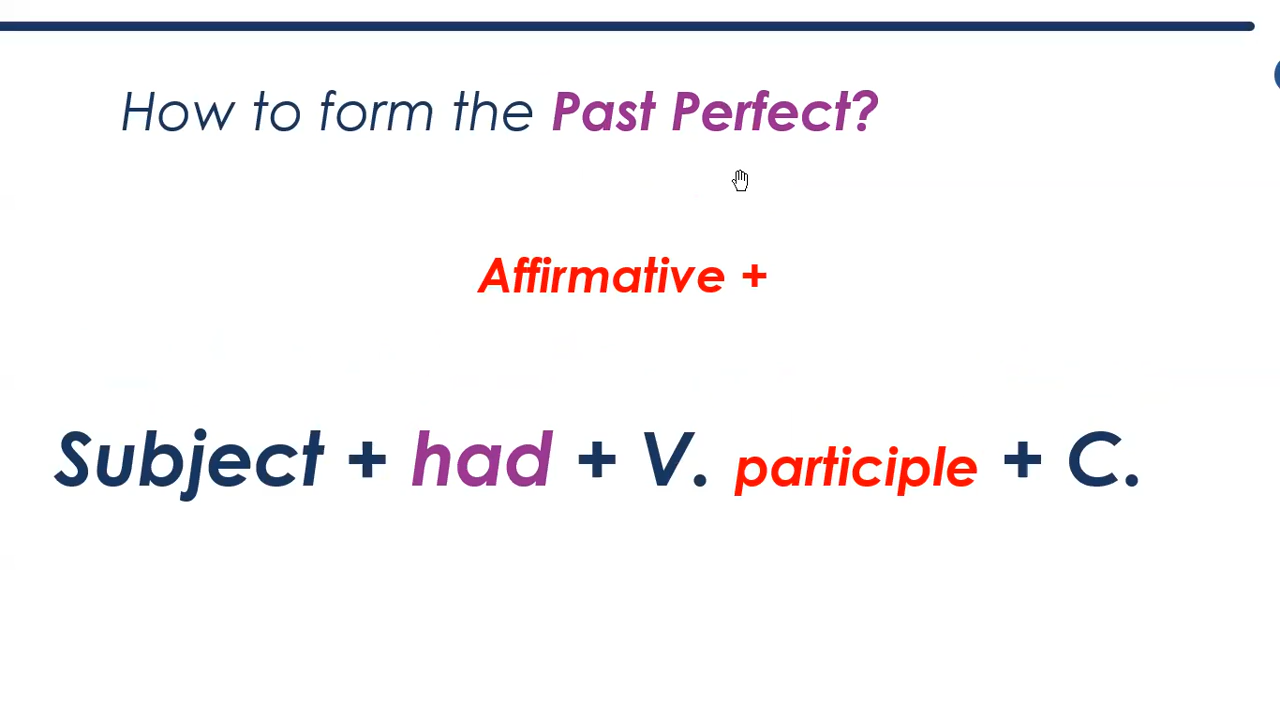 How to form the Past Perfect?
Affirmative +
Subject + had + V. participle + C.